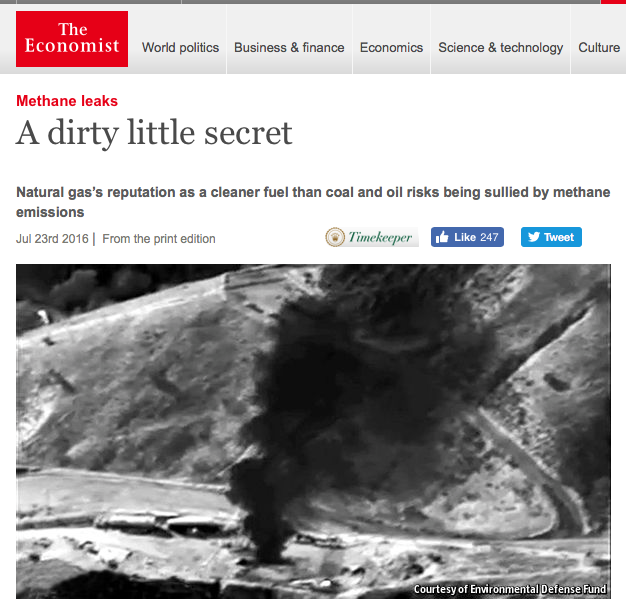 The
Economist
World politics
Business & finance
Economics
Science & technology
Culture
Methane leaks
A dirty little secret
Natural gas's reputation as a cleaner fuel than coal and oil risks being sullied by methane
emissions
Jul 23rd 2016 | From the print edition
Timekeeper
Like 247
Tweet
Courtesy of Environmental Defense Fund